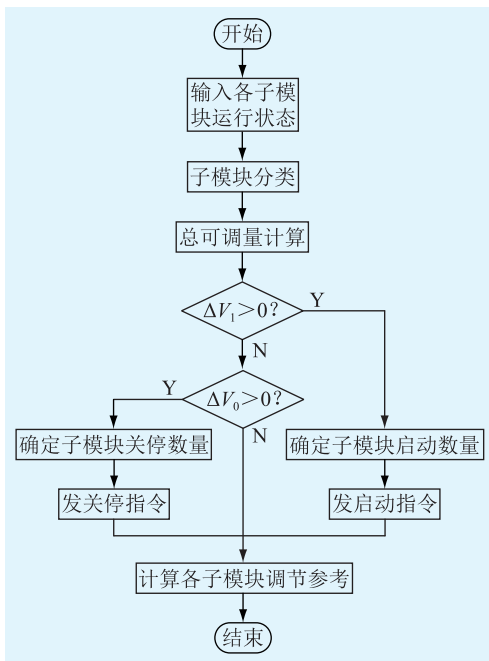 开始
输入各子模
块运行状态
子模块分类
总可调量计算
ΔV₁>0?
Y
N
ΔV₀>0?
Y
N
确定子模块关停数量
确定子模块启动数量
发关停指令
发启动指令
计算各子模块调节参考
结束